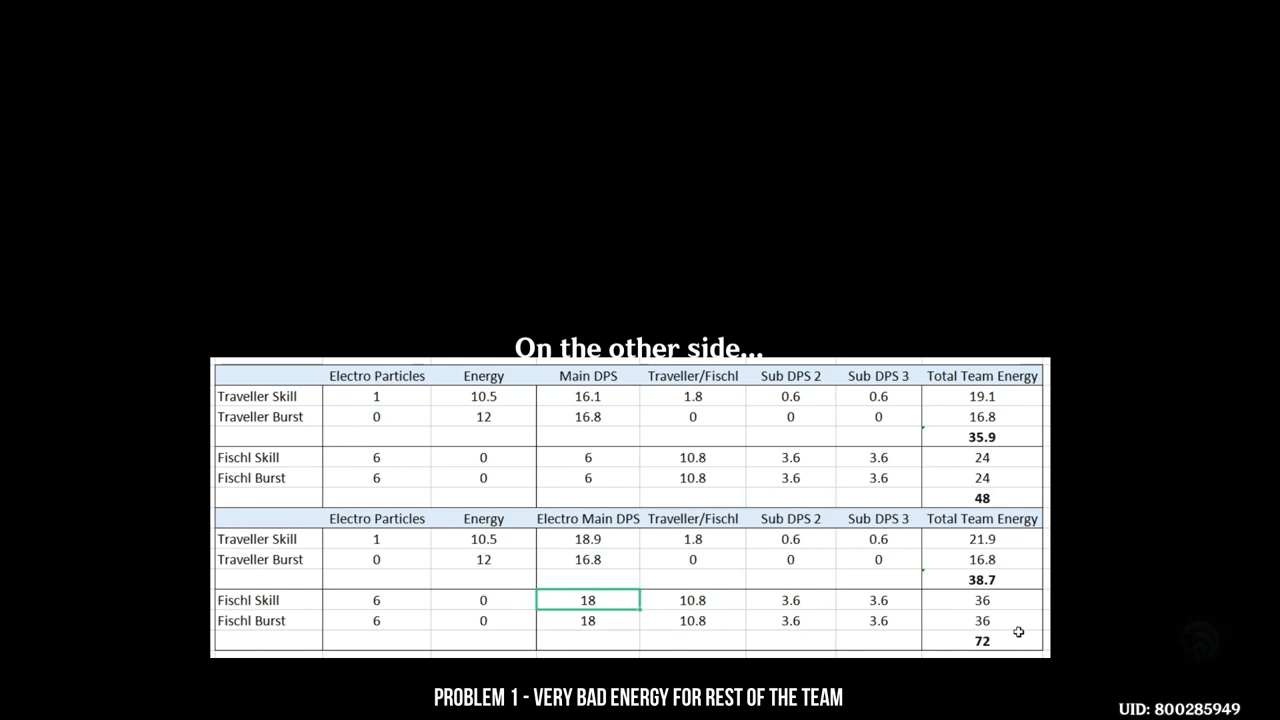 On the other side...
Electro Particles Energy Main DPS Traveller/Fischl Sub DPS 2 Sub DPS 3 Total Team Energy
Traveller Skill 1 10.5 16.1 1.8 0.6 0.6 19.1
Traveller Burst 0 12 16.8 0 0 0 16.8
35.9
Fischl Skill 6 0 6 10.8 3.6 3.6 24
Fischl Burst 6 0 6 10.8 3.6 3.6 24
48
Electro Particles Energy Electro Main DPS Traveller/Fischl Sub DPS 2 Sub DPS 3 Total Team Energy
Traveller Skill 1 10.5 18.9 1.8 0.6 0.6 21.9
Traveller Burst 0 12 16.8 0 0 0 16.8
38.7
Fischl Skill 6 0 18 10.8 3.6 3.6 36
Fischl Burst 6 0 18 10.8 3.6 3.6 36
72
PROBLEM 1 - VERY BAD ENERGY FOR REST OF THE TEAM
UID: 800285949